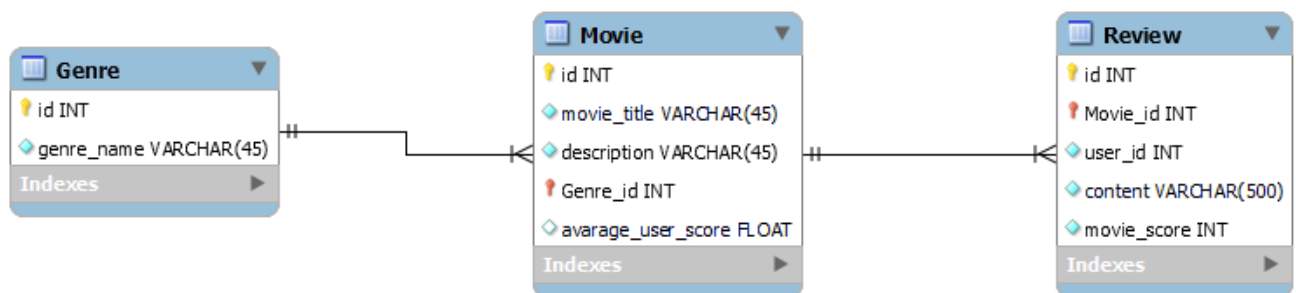 Genre
id INT
genre_name VARCHAR(45)
Indexes
Movie
id INT
movie_title VARCHAR(45)
description VARCHAR(45)
Genre_id INT
avarage_user_score FLOAT
Indexes
Review
id INT
Movie_id INT
user_id INT
content VARCHAR(500)
movie_score INT
Indexes